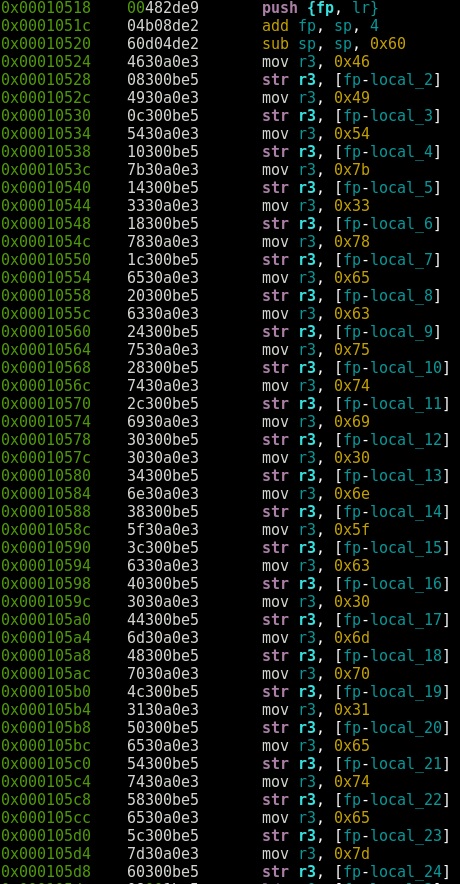 0x00010518 00482de9 push {fp, lr}
0x0001051c 04b08de2 add fp, sp, 4
0x00010520 60d04de2 sub sp, sp, 0x60
0x00010524 4630a0e3 mov r3, 0x46
0x00010528 08300be5 str r3, [fp-local_2]
0x0001052c 4930a0e3 mov r3, 0x49
0x00010530 0c300be5 str r3, [fp-local_3]
0x00010534 5430a0e3 mov r3, 0x54
0x00010538 10300be5 str r3, [fp-local_4]
0x0001053c 7b30a0e3 mov r3, 0x7b
0x00010540 14300be5 str r3, [fp-local_5]
0x00010544 3330a0e3 mov r3, 0x33
0x00010548 18300be5 str r3, [fp-local_6]
0x0001054c 7830a0e3 mov r3, 0x78
0x00010550 1c300be5 str r3, [fp-local_7]
0x00010554 6530a0e3 mov r3, 0x65
0x00010558 20300be5 str r3, [fp-local_8]
0x0001055c 6330a0e3 mov r3, 0x63
0x00010560 24300be5 str r3, [fp-local_9]
0x00010564 7530a0e3 mov r3, 0x75
0x00010568 28300be5 str r3, [fp-local_10]
0x0001056c 7430a0e3 mov r3, 0x74
0x00010570 2c300be5 str r3, [fp-local_11]
0x00010574 6930a0e3 mov r3, 0x69
0x00010578 30300be5 str r3, [fp-local_12]
0x0001057c 3030a0e3 mov r3, 0x30
0x00010580 34300be5 str r3, [fp-local_13]
0x00010584 6e30a0e3 mov r3, 0x6e
0x00010588 38300be5 str r3, [fp-local_14]
0x0001058c 5f30a0e3 mov r3, 0x5f
0x00010590 3c300be5 str r3, [fp-local_15]
0x00010594 6330a0e3 mov r3, 0x63
0x00010598 40300be5 str r3, [fp-local_16]
0x0001059c 3030a0e3 mov r3, 0x30
0x000105a0 44300be5 str r3, [fp-local_17]
0x000105a4 6d30a0e3 mov r3, 0x6d
0x000105a8 48300be5 str r3, [fp-local_18]
0x000105ac 7030a0e3 mov r3, 0x70
0x000105b0 4c300be5 str r3, [fp-local_19]
0x000105b4 3130a0e3 mov r3, 0x31
0x000105b8 50300be5 str r3, [fp-local_20]
0x000105bc 6530a0e3 mov r3, 0x65
0x000105c0 54300be5 str r3, [fp-local_21]
0x000105c4 7430a0e3 mov r3, 0x74
0x000105c8 58300be5 str r3, [fp-local_22]
0x000105cc 6530a0e3 mov r3, 0x65
0x000105d0 5c300be5 str r3, [fp-local_23]
0x000105d4 7d30a0e3 mov r3, 0x7d
0x000105d8 60300be5 str r3, [fp-local_24]